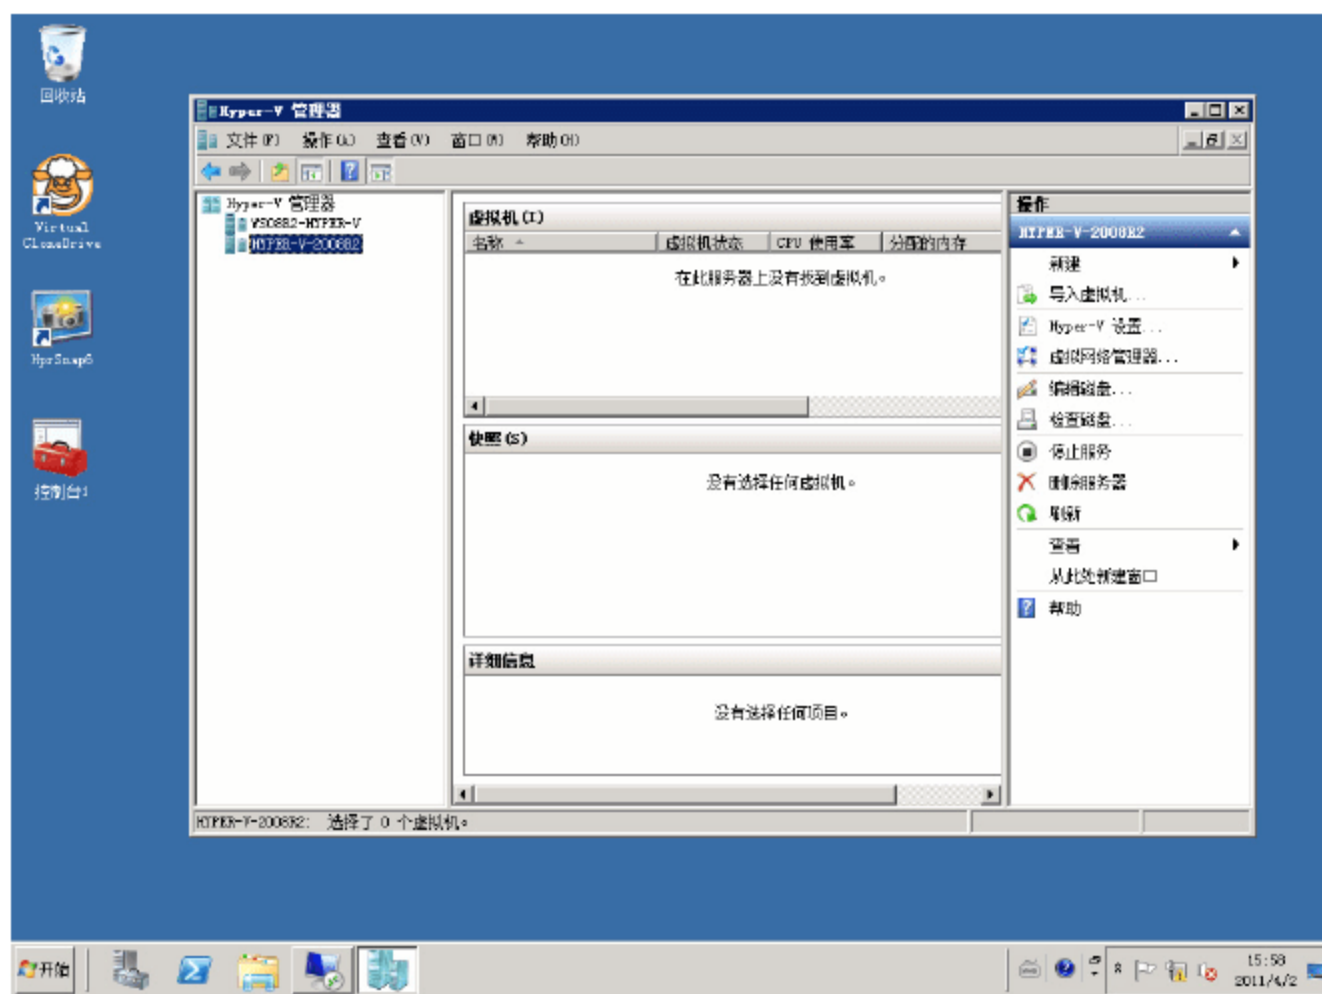 回收站
Virtual
CloneDrive
HprSnap6
控制台1
Hyper-V 管理器
文件(F) 操作(A) 查看(V) 窗口(W) 帮助(H)
Hyper-V 管理器
WS08R2-HYPER-V
HYPER-V-2008R2
虚拟机(I)
名称 虚拟机状态 CPU 使用率 分配的内存
在此服务器上没有找到虚拟机。
快照(S)
没有选择任何虚拟机。
详细信息
没有选择任何项目。
操作
HYPER-V-2008R2
新建
导入虚拟机...
Hyper-V 设置...
虚拟网络管理器...
编辑磁盘...
检查磁盘...
停止服务
删除服务器
刷新
查看
从此处新建窗口
帮助
HYPER-V-2008R2: 选择了 0 个虚拟机。
开始
15:58
2011/4/2